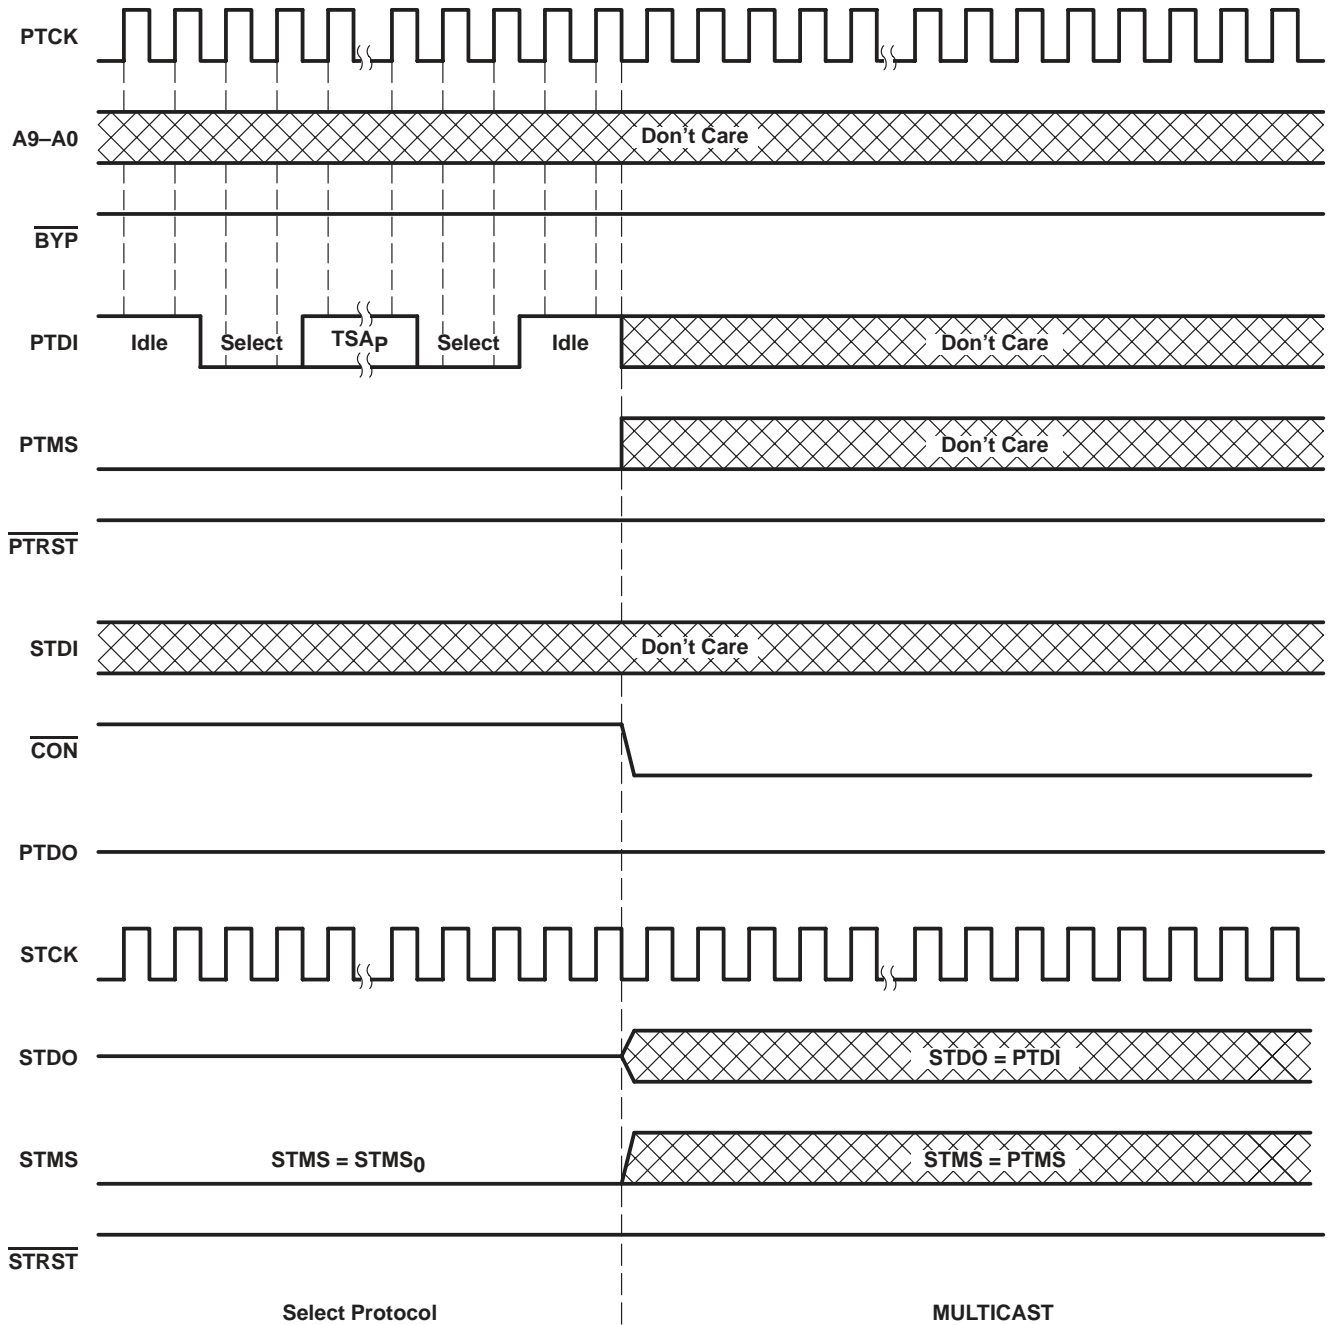 PTCK
A9–A0
Don't Care
BYP
PTDI
Idle
Select
TSAP
Select
Idle
Don't Care
PTMS
Don't Care
PTRST
STDI
Don't Care
CON
PTDO
STCK
STDO
STDO = PTDI
STMS
STMS = STMS0
STMS = PTMS
STRST
Select Protocol
MULTICAST